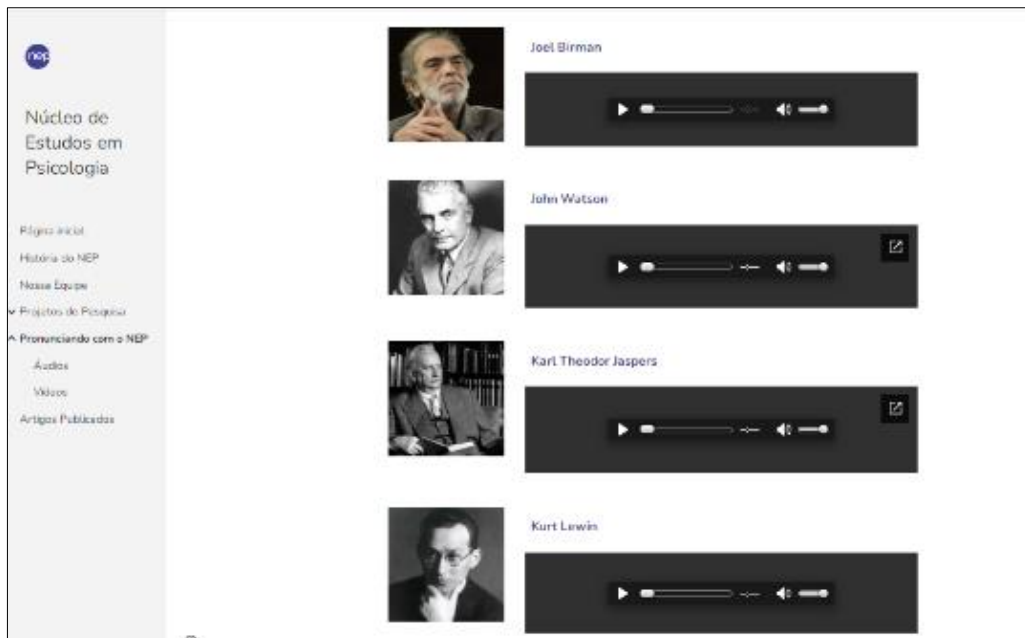 nep
Núcleo de
Estudos em
Psicologia
Página inicial
História do NEP
Nossa Equipe
Projetos de Pesquisa
Pronunciando com o NEP
Áudios
Vídeos
Artigos Publicados
Joel Birman
John Watson
Karl Theodor Jaspers
Kurt Lewin